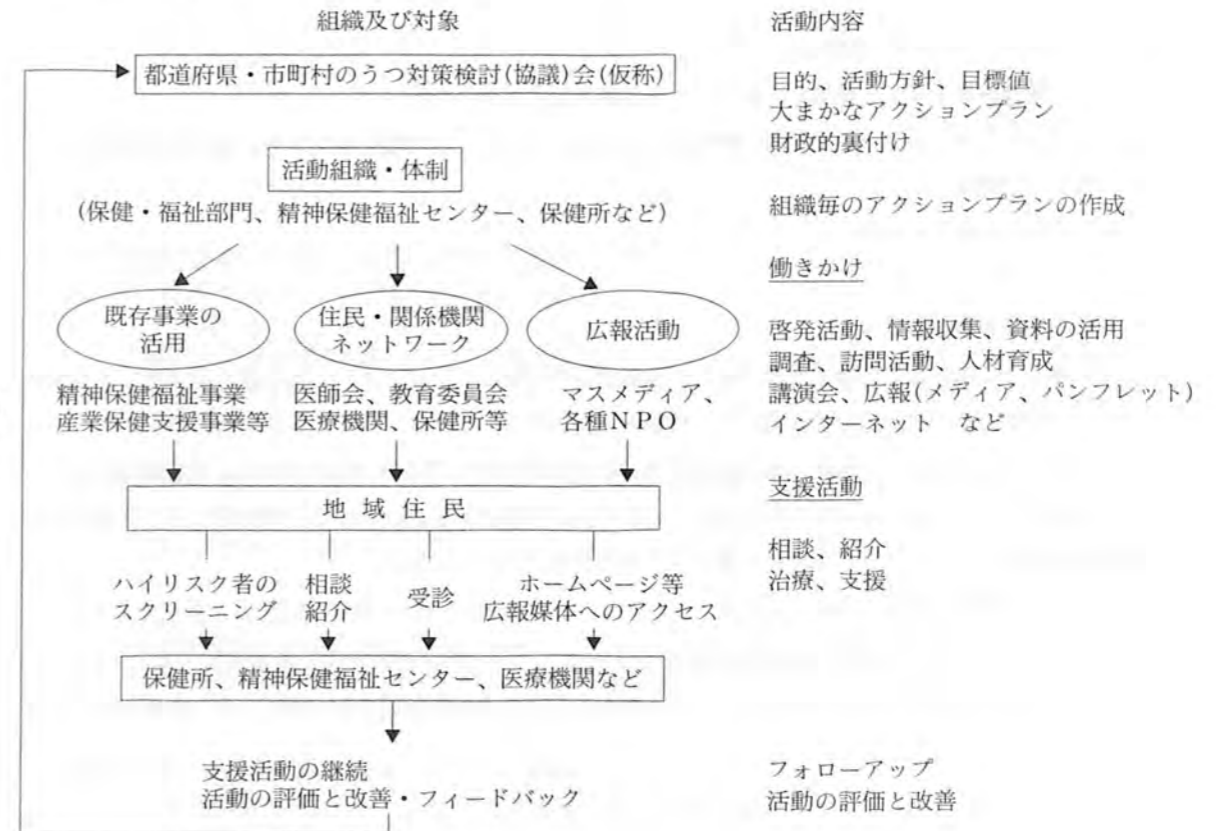 組織及び対象
活動内容
都道府県・市町村のうつ対策検討(協議)会(仮称)
目的、活動方針、目標値
大まかなアクションプラン
財政的裏付け
活動組織・体制
(保健・福祉部門、精神保健福祉センター、保健所など)
組織毎のアクションプランの作成
働きかけ
既存事業の
活用
住民・関係機関
ネットワーク
広報活動
啓発活動、情報収集、資料の活用
調査、訪問活動、人材育成
講演会、広報(メディア、パンフレット)
インターネット など
精神保健福祉事業
産業保健支援事業等
医師会、教育委員会
医療機関、保健所等
マスメディア、
各種NPO
支援活動
地域住民
相談、紹介
治療、支援
ハイリスク者の
スクリーニング
相談
紹介
受診
ホームページ等
広報媒体へのアクセス
保健所、精神保健福祉センター、医療機関など
支援活動の継続
活動の評価と改善・フィードバック
フォローアップ
活動の評価と改善